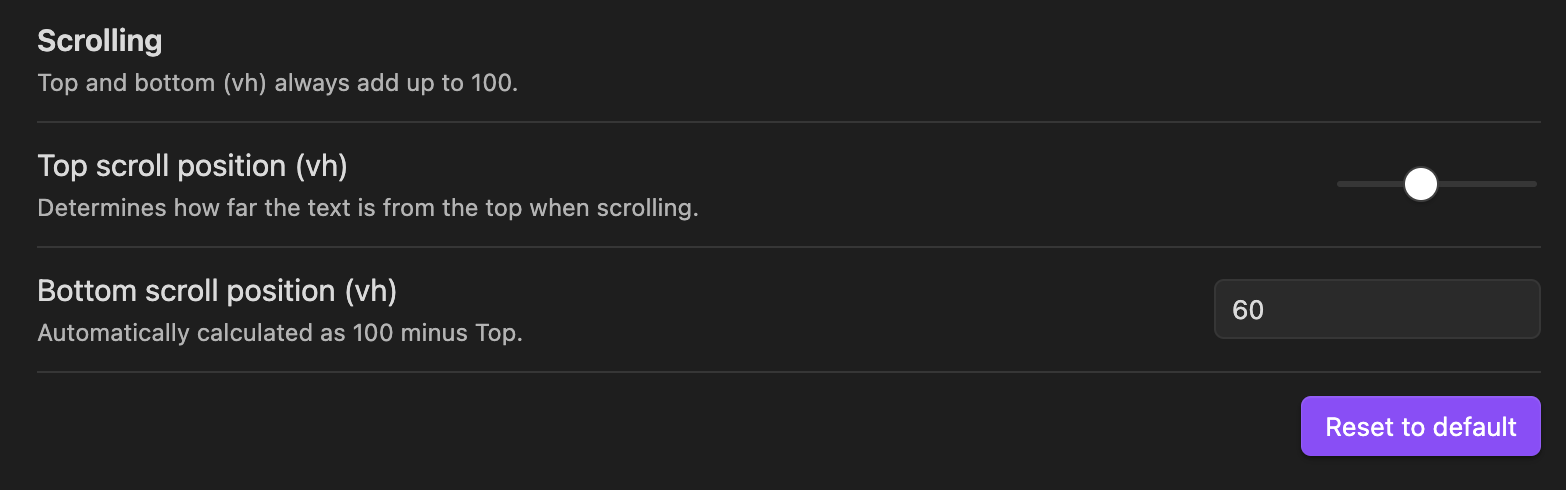 Scrolling
Top and bottom (vh) always add up to 100.
Top scroll position (vh)
Determines how far the text is from the top when scrolling.
Bottom scroll position (vh)
Automatically calculated as 100 minus Top.
60
Reset to default